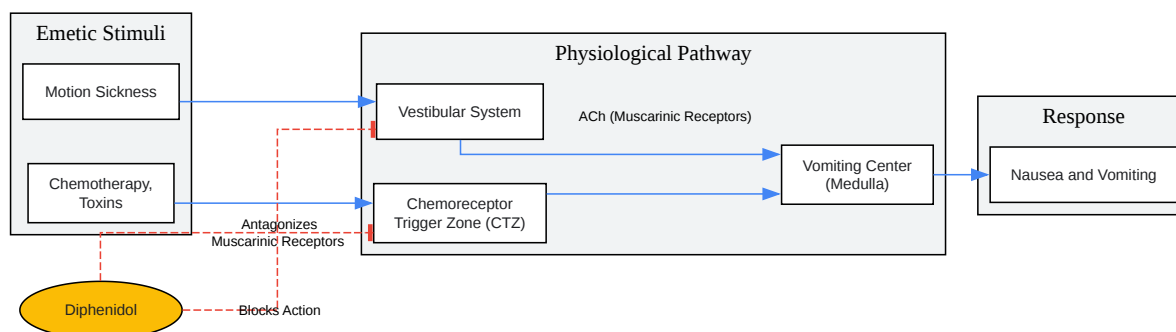 Emetic Stimuli
Motion Sickness
Chemotherapy,
Toxins
Physiological Pathway
Vestibular System
ACh (Muscarinic Receptors)
Chemoreceptor
Trigger Zone (CTZ)
Vomiting Center
(Medulla)
Response
Nausea and Vomiting
Antagonizes
Muscarinic Receptors
Diphenidol
Blocks Action